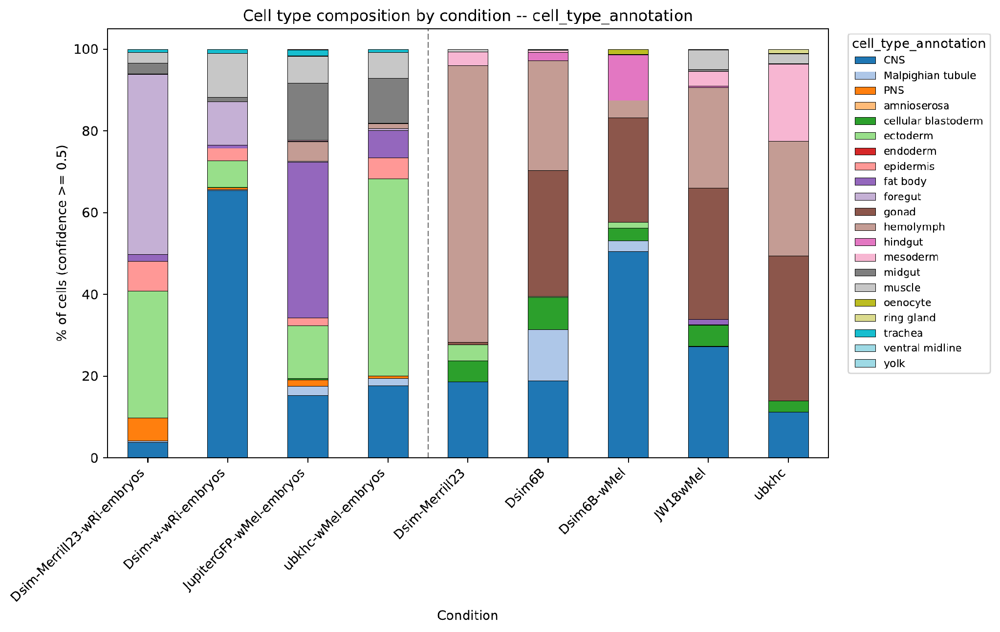 Cell type composition by condition -- cell_type_annotation
% of cells (confidence >= 0.5)
100
80
60
40
20
0
Dsim-Merrill23-wRi-embryos
Dsim-w-wRi-embryos
JupiterGFP-wMel-embryos
ubkhc-wMel-embryos
Dsim-Merrill23
Dsim6B
Dsim6B-wMel
JW18wMel
ubkhc
Condition
cell_type_annotation
CNS
Malpighian tubule
PNS
amnioserosa
cellular blastoderm
ectoderm
endoderm
epidermis
fat body
foregut
gonad
hemolymph
hindgut
mesoderm
midgut
muscle
oenocyte
ring gland
trachea
ventral midline
yolk